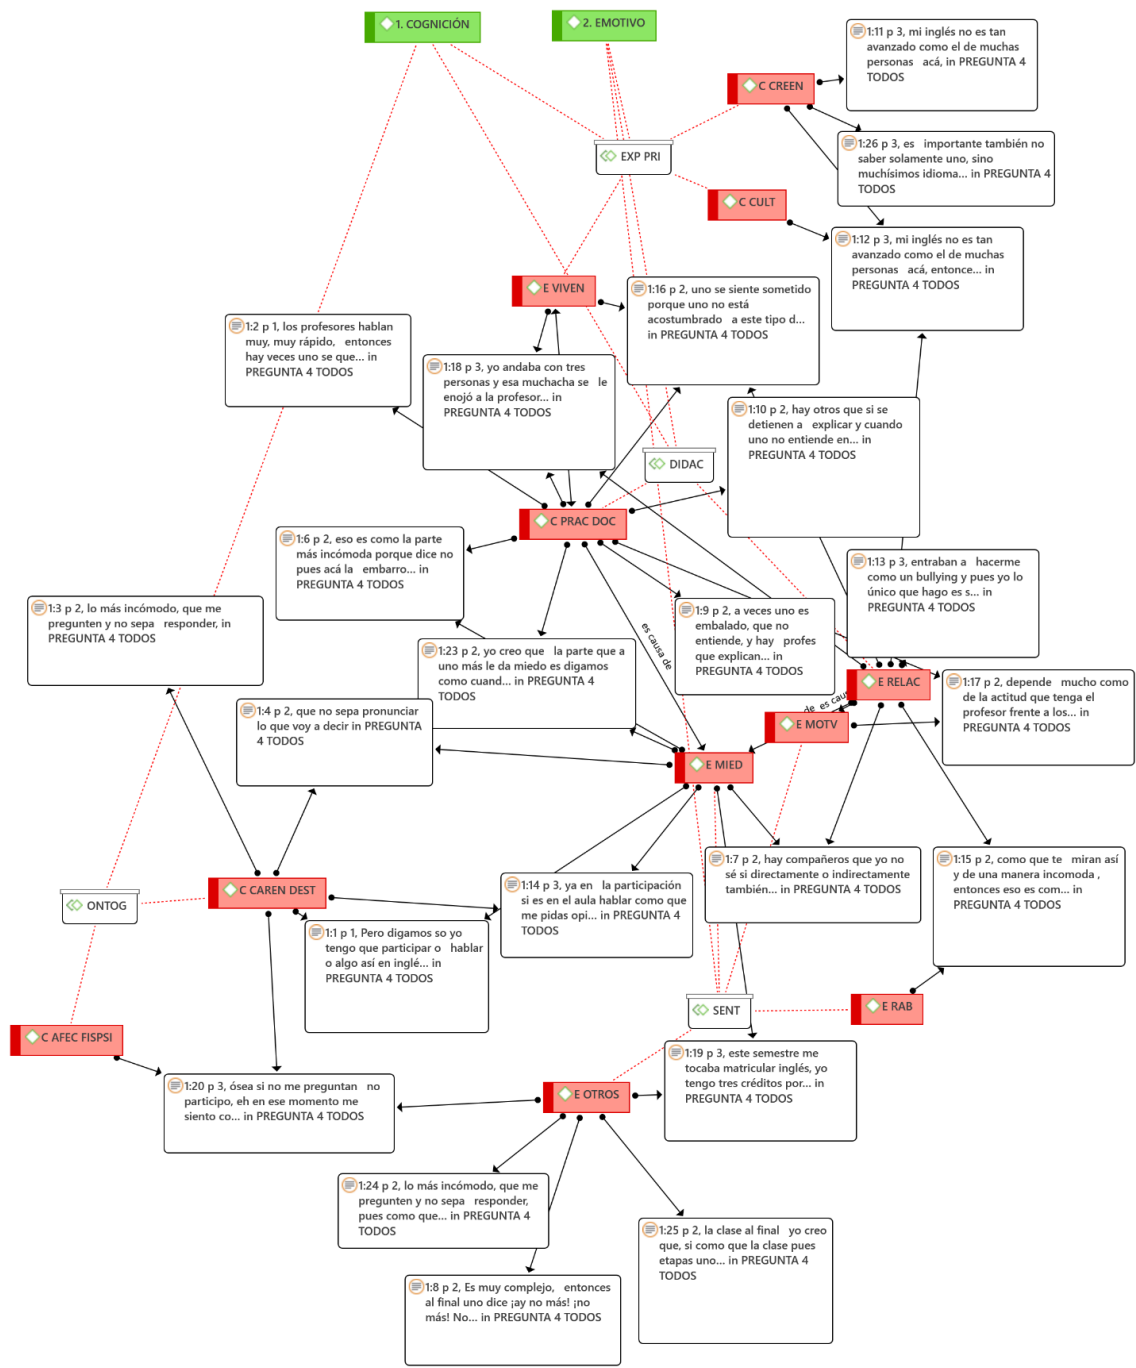 1. COGNICIÓN
2. EMOTIVO
1:11 p 3, mi inglés no es tan
avanzado como el de muchas
personas acá, in PREGUNTA 4
TODOS
C CREEN
1:26 p 3, es importante también no
saber solamente uno, sino
muchísimos idioma... in PREGUNTA 4
TODOS
EXP PRI
C CULT
1:12 p 3, mi inglés no es tan
avanzado como el de muchas
personas acá, entonce... in
PREGUNTA 4 TODOS
E VIVEN
1:16 p 2, uno se siente sometido
porque uno no está
acostumbrado a este tipo d...
in PREGUNTA 4 TODOS
1:2 p 1, los profesores hablan
muy, muy rápido, entonces
hay veces uno se que... in
PREGUNTA 4 TODOS
1:18 p 3, yo andaba con tres
personas y esa muchacha se le
enojó a la profesor... in
PREGUNTA 4 TODOS
1:10 p 2, hay otros que si se
detienen a explicar y cuando
uno no entiende en... in
PREGUNTA 4 TODOS
DIDAC
C PRAC DOC
1:6 p 2, eso es como la parte
más incómoda porque dice no
pues acá la embarro... in
PREGUNTA 4 TODOS
1:13 p 3, entraban a hacerme
como un bullying y pues yo lo
único que hago es s... in
PREGUNTA 4 TODOS
1:3 p 2, lo más incómodo, que me
pregunten y no sepa responder, in
PREGUNTA 4 TODOS
1:9 p 2, a veces uno es
embalado, que no
entiende, y hay profes
que explican... in
PREGUNTA 4 TODOS
es causa de
1:23 p 2, yo creo que la parte que a
uno más le da miedo es digamos
como cuand... in PREGUNTA 4
TODOS
E RELAC
1:17 p 2, depende mucho como
de la actitud que tenga el
profesor frente a los... in
PREGUNTA 4 TODOS
de es cau
1:4 p 2, que no sepa pronunciar
lo que voy a decir in PREGUNTA
4 TODOS
E MOTV
E MIED
1:7 p 2, hay compañeros que yo no
sé si directamente o indirectamente
también... in PREGUNTA 4 TODOS
1:15 p 2, como que te miran así
y de una manera incomoda ,
entonces eso es com... in
PREGUNTA 4 TODOS
1:14 p 3, ya en la participación
si es en el aula hablar como que
me pidas opi... in PREGUNTA 4
TODOS
C CAREN DEST
ONTOG
1:1 p 1, Pero digamos so yo
tengo que participar o hablar
o algo así en inglé... in
PREGUNTA 4 TODOS
SENT
E RAB
C AFEC FISPSI
1:19 p 3, este semestre me
tocaba matricular inglés, yo
tengo tres créditos por... in
PREGUNTA 4 TODOS
1:20 p 3, ósea si no me preguntan no
participo, eh en ese momento me
siento co... in PREGUNTA 4 TODOS
E OTROS
1:24 p 2, lo más incómodo, que me
pregunten y no sepa responder,
pues como que... in PREGUNTA 4
TODOS
1:25 p 2, la clase al final yo creo
que, si como que la clase pues
etapas uno... in PREGUNTA 4
TODOS
1:8 p 2, Es muy complejo, entonces
al final uno dice ¡ay no más! ¡no
más! No... in PREGUNTA 4 TODOS